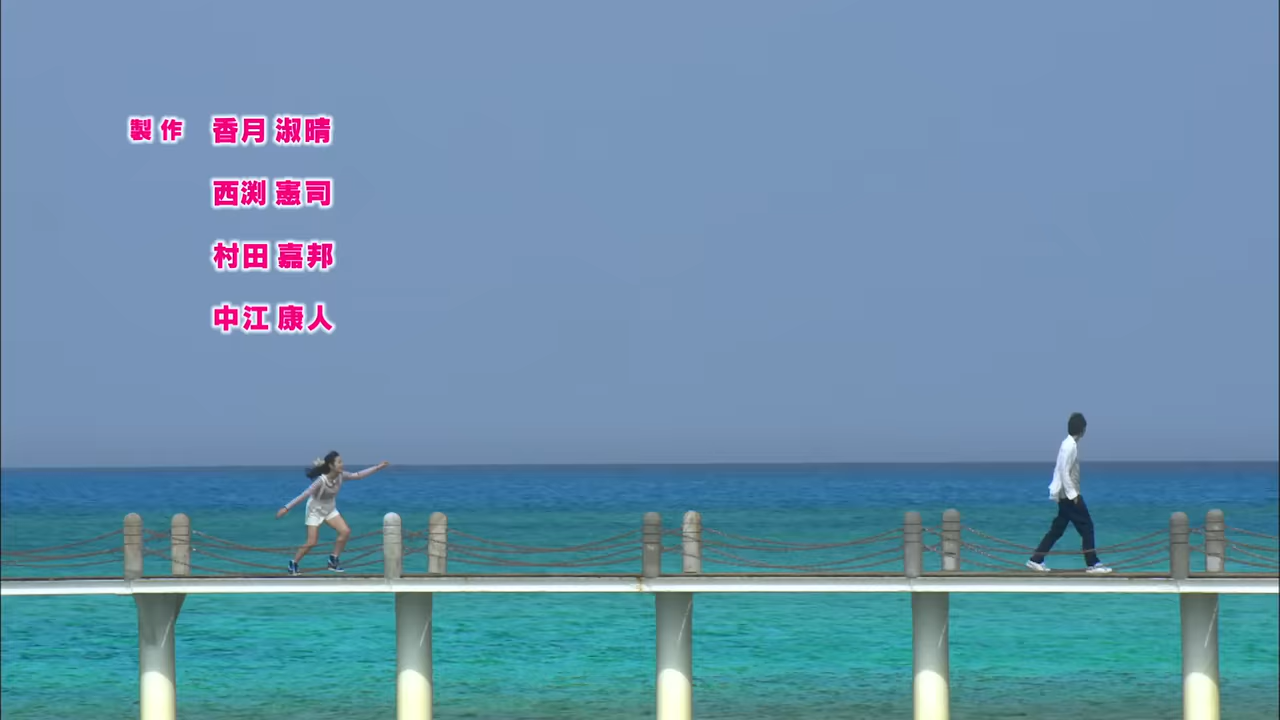 製作 香月 淑晴
西渕 憲司
村田 嘉邦
中江 康人